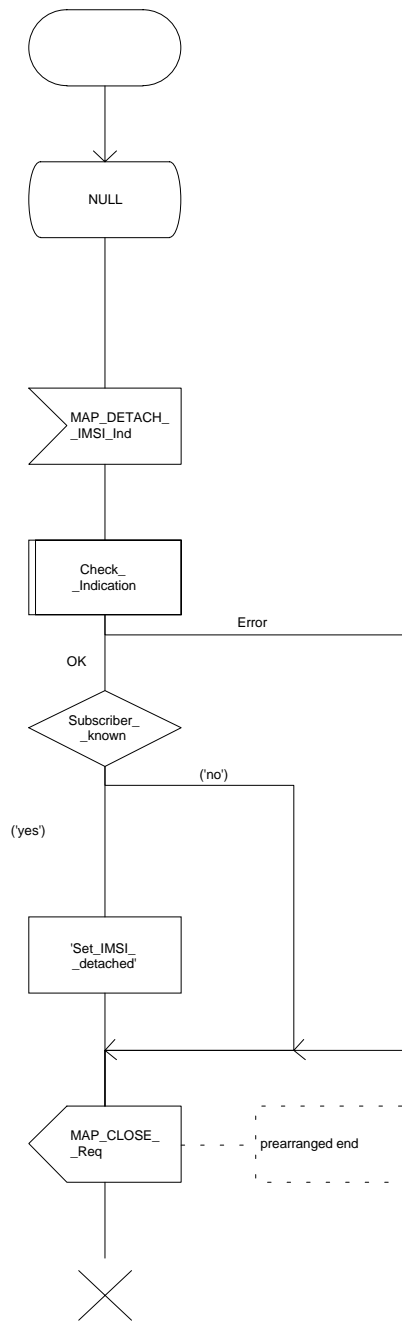 NULL
MAP_DETACH_
_IMSI_Ind
Check_
_Indication
Error
OK
Subscriber_
_known
('no')
('yes')
'Set_IMSI_
_detached'
MAP_CLOSE_
_Req
prearranged end